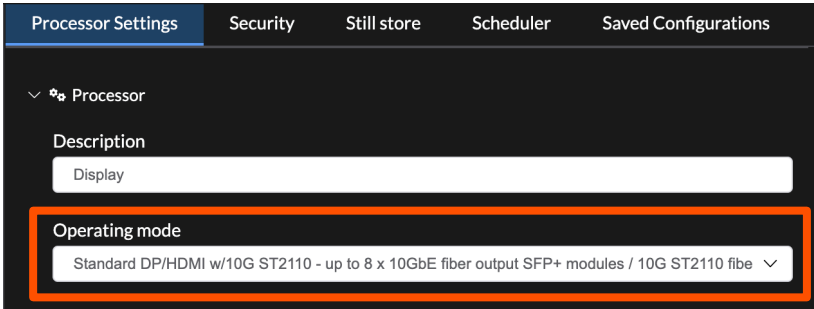 Processor Settings Security Still store Scheduler Saved Configurations
Processor
Description
Display
Operating mode
Standard DP/HDMI w/10G ST2110 - up to 8 x 10GbE fiber output SFP+ modules / 10G ST2110 fibe